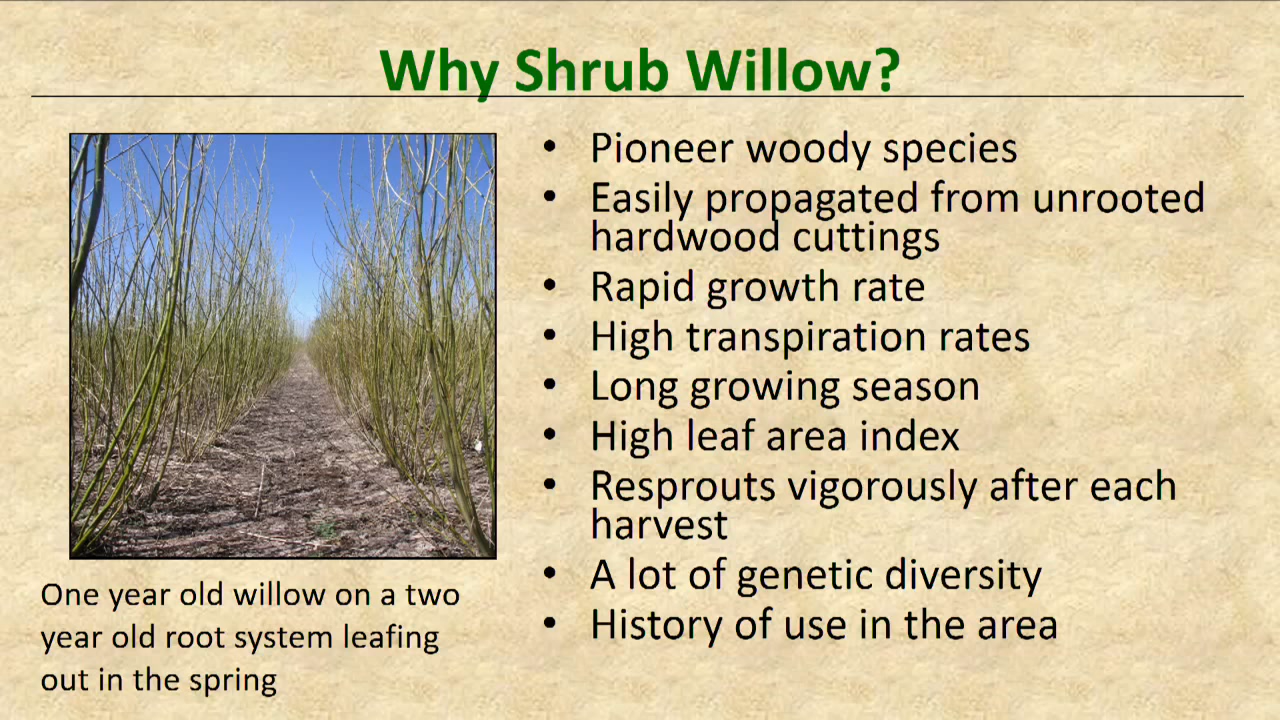 Why Shrub Willow?
• Pioneer woody species
• Easily propagated from unrooted
hardwood cuttings
• Rapid growth rate
• High transpiration rates
• Long growing season
• High leaf area index
• Resprouts vigorously after each
harvest
• A lot of genetic diversity
• History of use in the area
One year old willow on a two
year old root system leafing
out in the spring